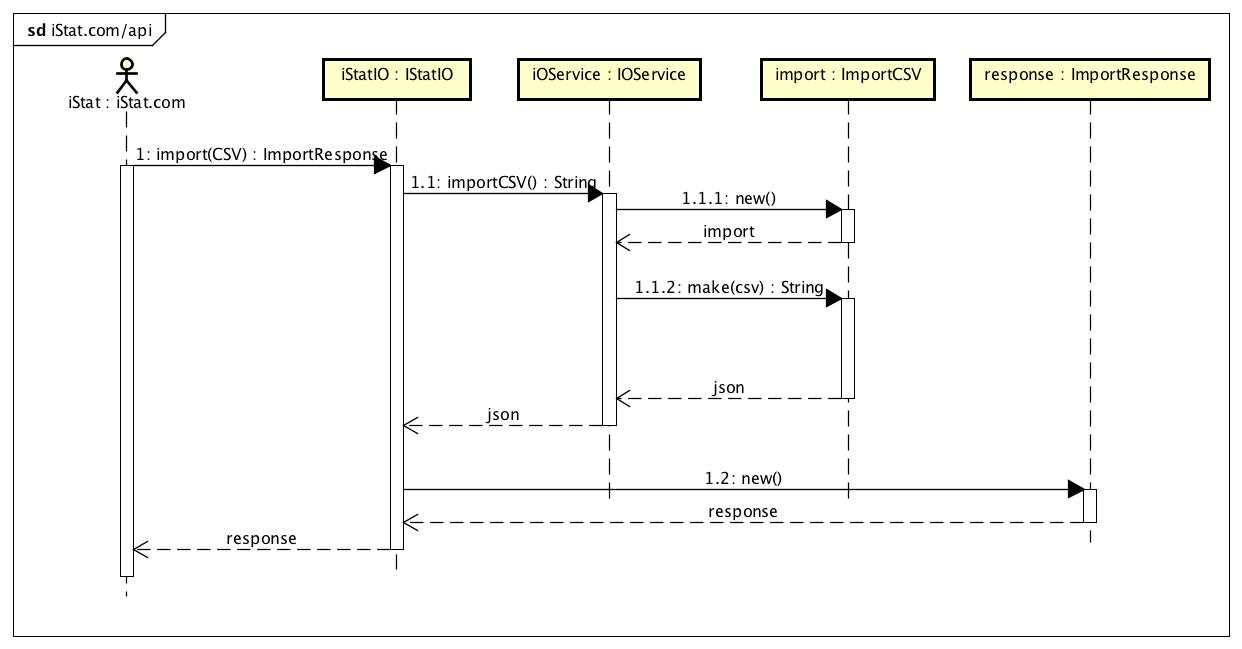 sd iStat.com/api
iStat : iStat.com
iStatIO : IStatIO
iOService : IOService
import : ImportCSV
response : ImportResponse
1: import(CSV) : ImportResponse
1.1: importCSV() : String
1.1.1: new()
import
1.1.2: make(csv) : String
json
json
1.2: new()
response
response